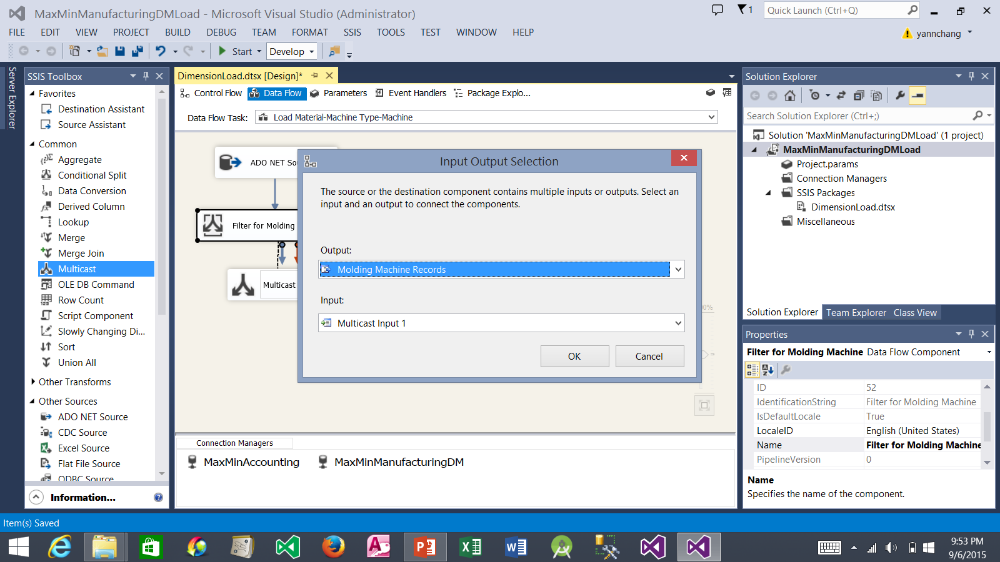 MaxMinManufacturingDMLoad - Microsoft Visual Studio (Administrator)
1
Quick Launch (Ctrl+Q)
FILE EDIT VIEW PROJECT BUILD DEBUG TEAM FORMAT SSIS TOOLS TEST WINDOW HELP
yannchang
Start
Develop
Server Explorer
SSIS Toolbox
Favorites
Destination Assistant
Source Assistant
Common
Aggregate
Conditional Split
Data Conversion
Derived Column
Lookup
Merge
Merge Join
Multicast
OLE DB Command
Row Count
Script Component
Slowly Changing Di...
Sort
Union All
Other Transforms
Other Sources
ADO NET Source
CDC Source
Excel Source
Flat File Source
ODBC Source
Information...
DimensionLoad.dtsx [Design]*
Control Flow
Data Flow
Parameters
Event Handlers
Package Explo...
Data Flow Task:
Load Material-Machine Type-Machine
ADO NET Sou
Filter for Molding
Multicast
00%
Input Output Selection
The source or the destination component contains multiple inputs or outputs. Select an
input and an output to connect the components.
Output:
Molding Machine Records
Input:
Multicast Input 1
OK
Cancel
Connection Managers
MaxMinAccounting
MaxMinManufacturingDM
Solution Explorer
Search Solution Explorer (Ctrl+;)
Solution 'MaxMinManufacturingDMLoad' (1 project)
MaxMinManufacturingDMLoad
Project.params
Connection Managers
SSIS Packages
DimensionLoad.dtsx
Miscellaneous
Solution Explorer
Team Explorer
Class View
Properties
Filter for Molding Machine Data Flow Component
ID 52
IdentificationString Filter for Molding Machine
IsDefaultLocale True
LocaleID English (United States)
Name Filter for Molding Machine
PipelineVersion 0
Name
Specifies the name of the component.
Item(s) Saved
9:53 PM
9/6/2015